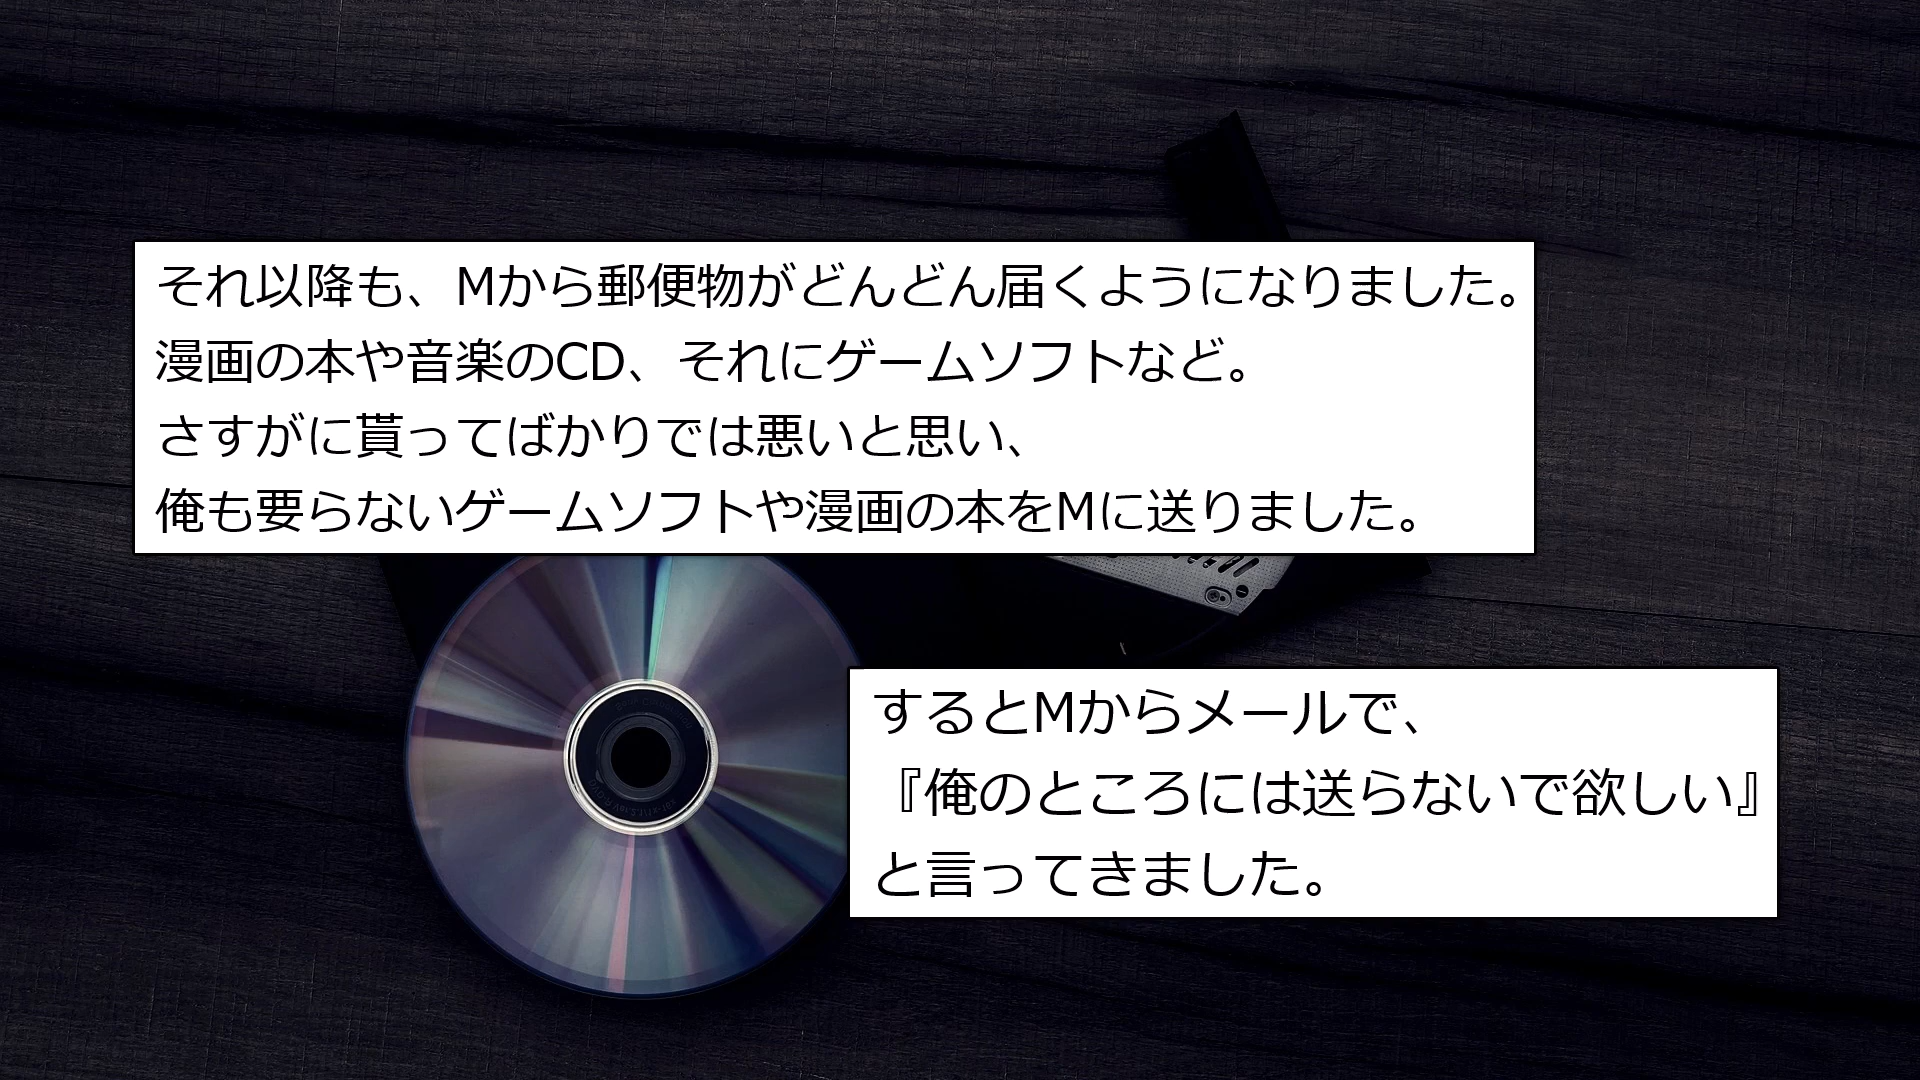 それ以降も、Mから郵便物がどんどん届くようになりました。
漫画の本や音楽のCD、それにゲームソフトなど。
さすがに貰ってばかりでは悪いと思い、
俺も要らないゲームソフトや漫画の本をMに送りました。
するとMからメールで、
『俺のところには送らないで欲しい』
と言ってきました。